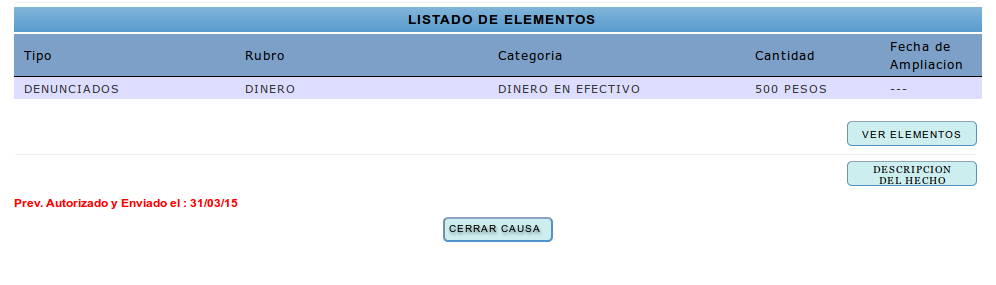 LISTADO DE ELEMENTOS
Tipo Rubro Categoria Cantidad Fecha de Ampliacion
DENUNCIADOS DINERO DINERO EN EFECTIVO 500 PESOS ---
VER ELEMENTOS
DESCRIPCION
DEL HECHO
Prev. Autorizado y Enviado el : 31/03/15
CERRAR CAUSA